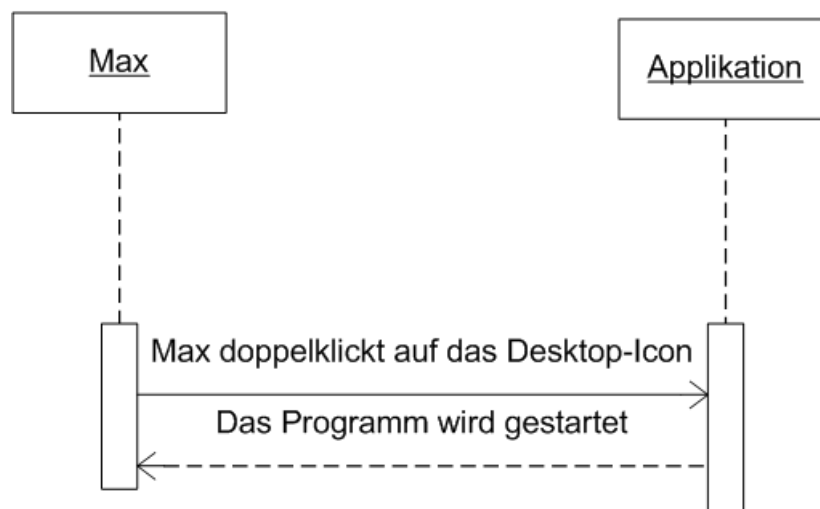 Max
Applikation
Max doppelklickt auf das Desktop-Icon
Das Programm wird gestartet